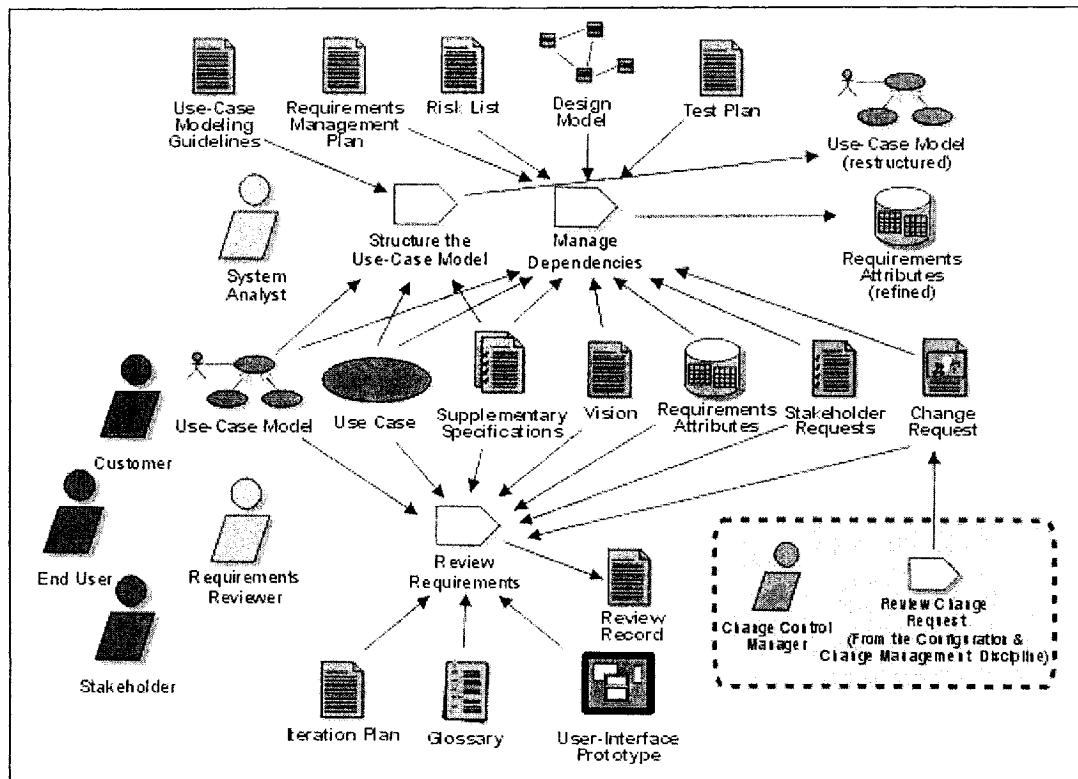 Use-Case
Modeling
Guidelines
Requirements
Management
Plan
Risk List
Design
Model
Test Plan
Use-Case Model
(restructured)
System
Analyst
Structure the
Use-Case Model
Manage
Dependencies
Requirements
Attributes
(refined)
Customer
Use-Case Model
Use Case
Supplementary
Specifications
Vision
Requirements
Attributes
Stakeholder
Requests
Change
Request
End User
Requirements
Reviewer
Review
Requirements
Review
Record
Change Control
Manager
Review Change
Request
(From the Configuration &
Change Management Discipline)
Stakeholder
Iteration Plan
Glossary
User-Interface
Prototype